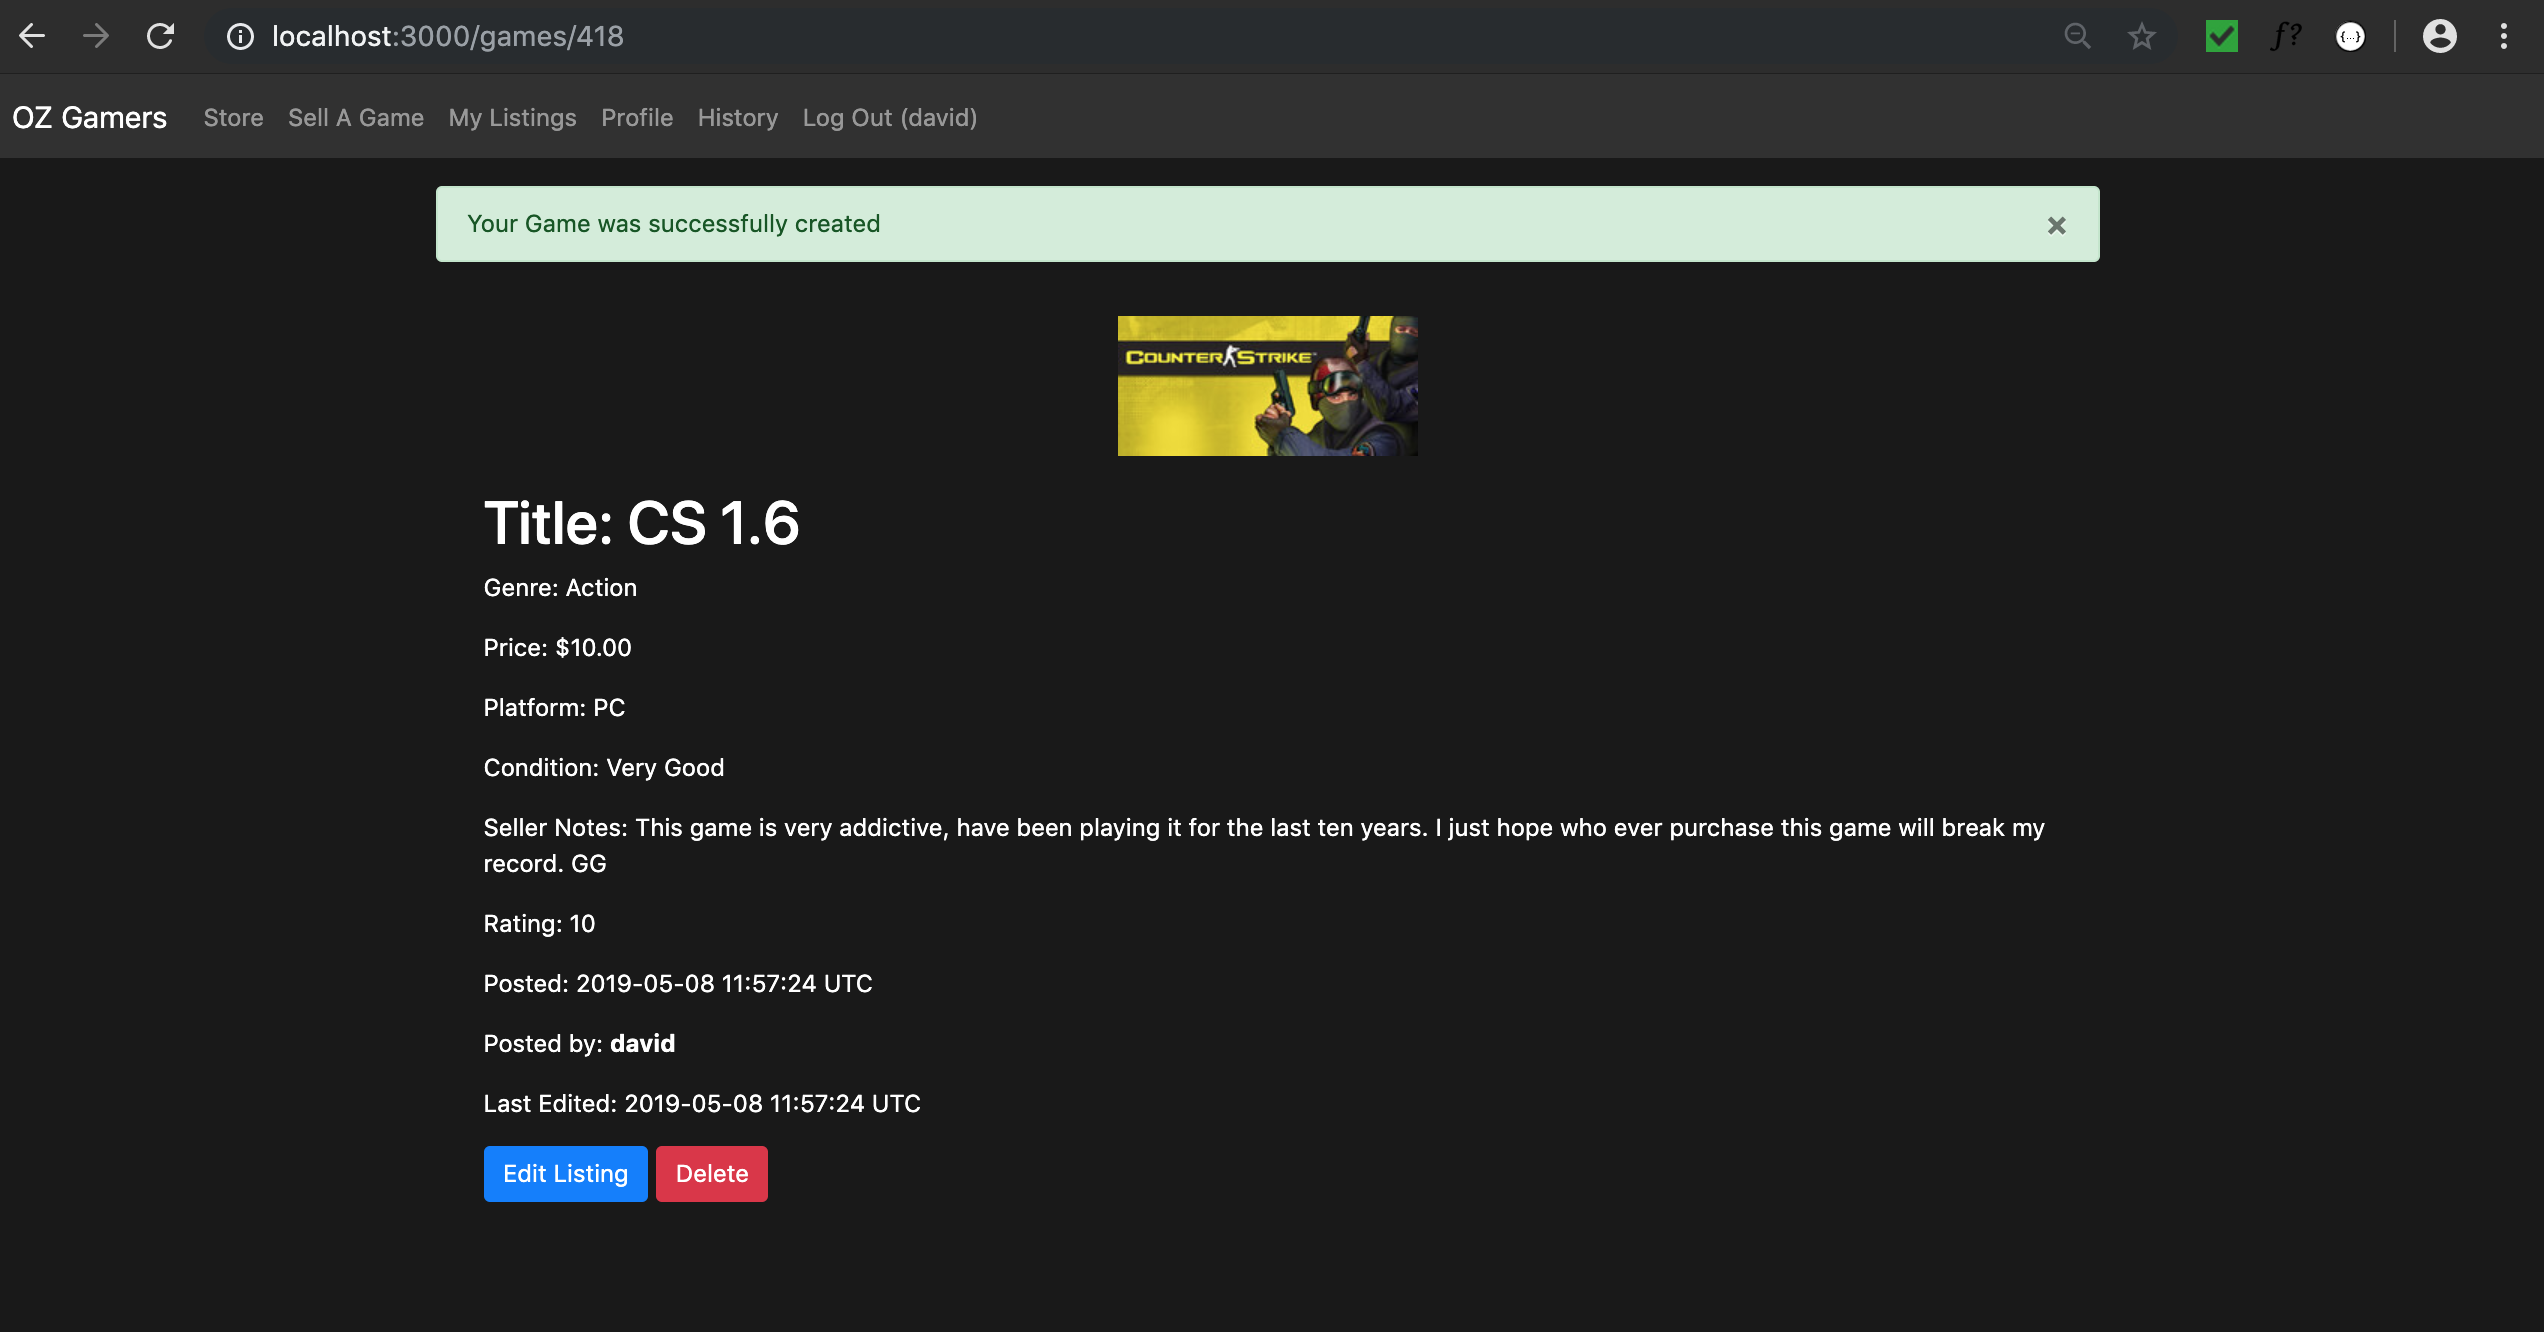 localhost:3000/games/418
f?
{...}
OZ Gamers Store Sell A Game My Listings Profile History Log Out (david)
Your Game was successfully created ×
COUNTER STRIKE
Title: CS 1.6
Genre: Action
Price: $10.00
Platform: PC
Condition: Very Good
Seller Notes: This game is very addictive, have been playing it for the last ten years. I just hope who ever purchase this game will break my
record. GG
Rating: 10
Posted: 2019-05-08 11:57:24 UTC
Posted by: david
Last Edited: 2019-05-08 11:57:24 UTC
Edit Listing Delete